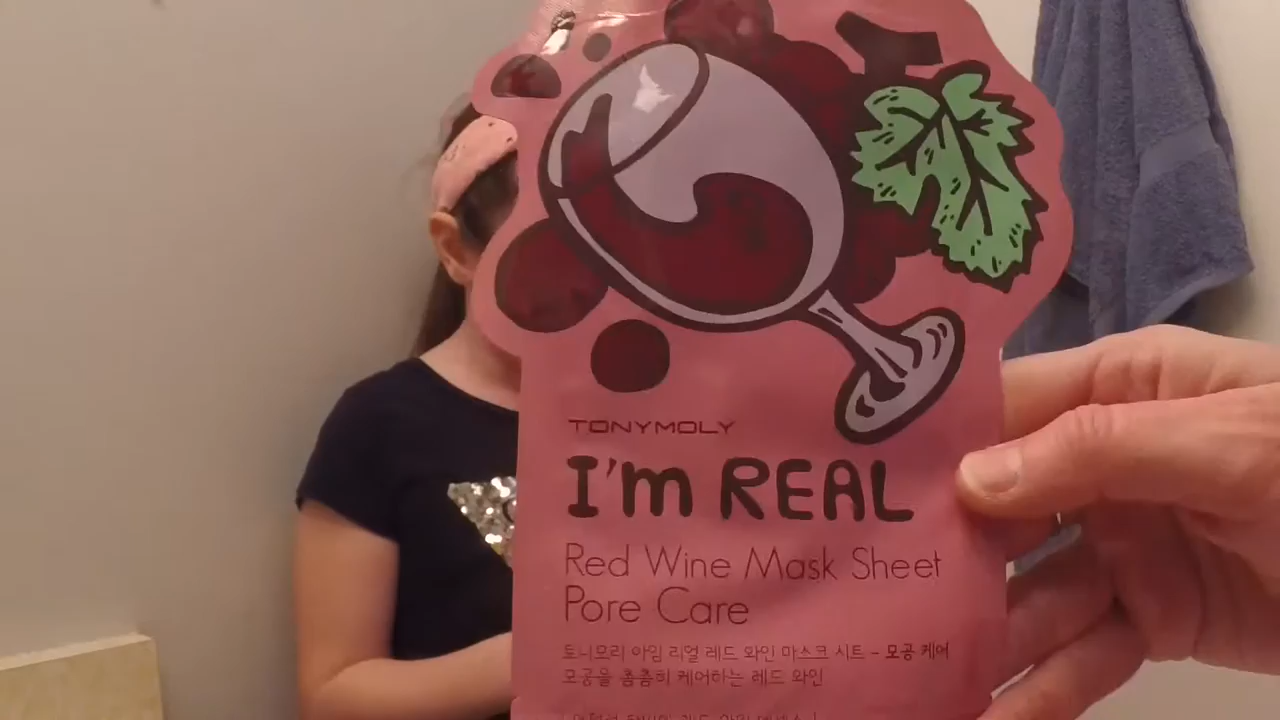 TONYMOLY
I'm REAL
Red Wine Mask Sheet
Pore Care
토니모리 아임 리얼 레드 와인 마스크 시트 - 모공 케어
모공을 촘촘히 케어하는 레드 와인